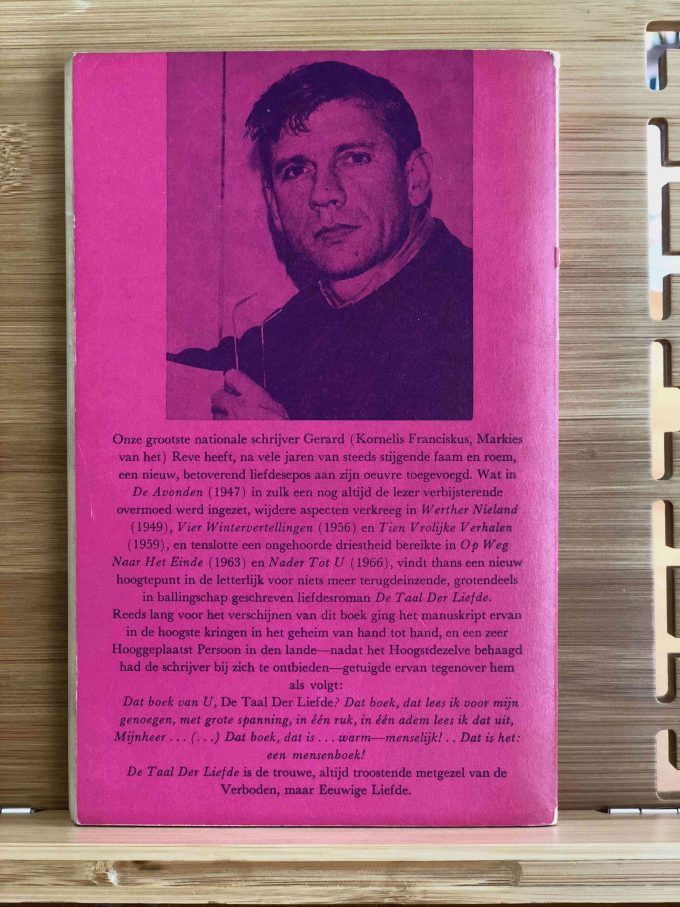 Onze grootste nationale schrijver Gerard (Kornelis Franciskus, Markies
van het) Reve heeft, na vele jaren van steeds stijgende faam en roem,
een nieuw, betoverend liefdesepos aan zijn oeuvre toegevoegd. Wat in
De Avonden (1947) in zulk een nog altijd de lezer verbijsterende
overmoed werd ingezet, wijdere aspecten verkreeg in Werther Nieland
(1949), Vier Wintervertellingen (1956) en Tien Vrolijke Verhalen
(1959), en tenslotte een ongehoorde driestheid bereikte in Op Weg
Naar Het Einde (1963) en Nader Tot U (1966), vindt thans een nieuw
hoogtepunt in de letterlijk voor niets meer terugdeinzende, grotendeels
in ballingschap geschreven liefdesroman De Taal Der Liefde.
Reeds lang voor het verschijnen van dit boek ging het manuskript ervan
in de hoogste kringen in het geheim van hand tot hand, en een zeer
Hooggeplaatst Persoon in den lande—nadat het Hoogstdezelve behaagd
had de schrijver bij zich te ontbieden—getuigde ervan tegenover hem
als volgt:
Dat boek van U, De Taal Der Liefde? Dat boek, dat lees ik voor mijn
genoegen, met grote spanning, in één ruk, in één adem lees ik dat uit,
Mijnheer . . . (. . .) Dat boek, dat is . . . warm—menselijk! . . Dat is het:
een mensenboek!
De Taal Der Liefde is de trouwe, altijd troostende metgezel van de
Verboden, maar Eeuwige Liefde.